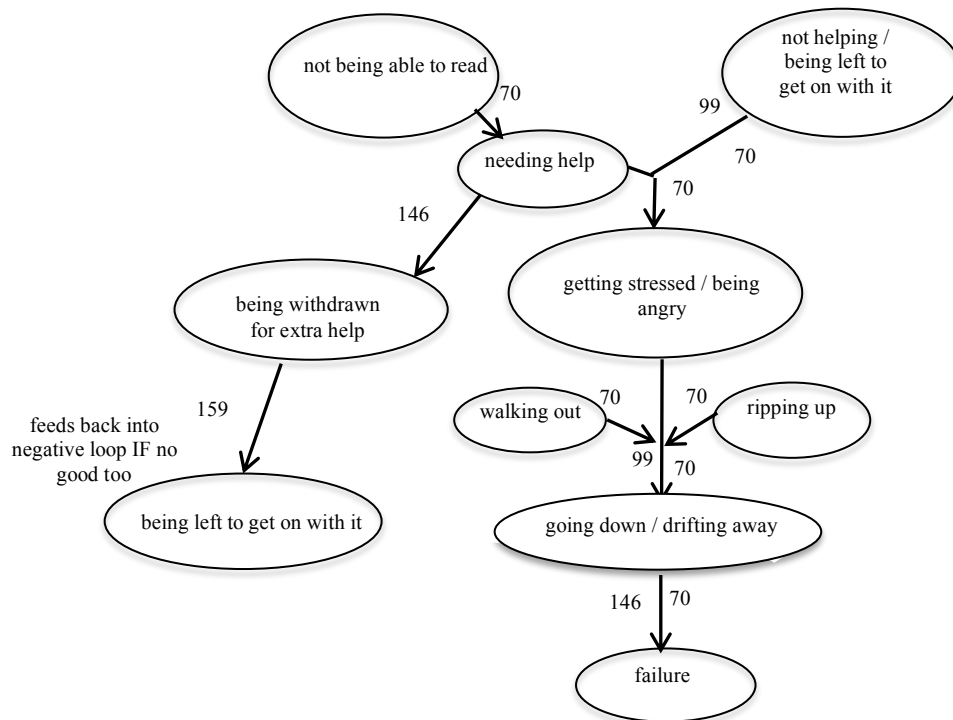 not helping /
being left to
get on with it
not being able to read
70
99
70
needing help
70
146
getting stressed / being
angry
being withdrawn
for extra help
70
70
walking out
ripping up
159
feeds back into
negative loop IF no
good too
99
70
being left to get on with it
going down / drifting away
146
70
failure